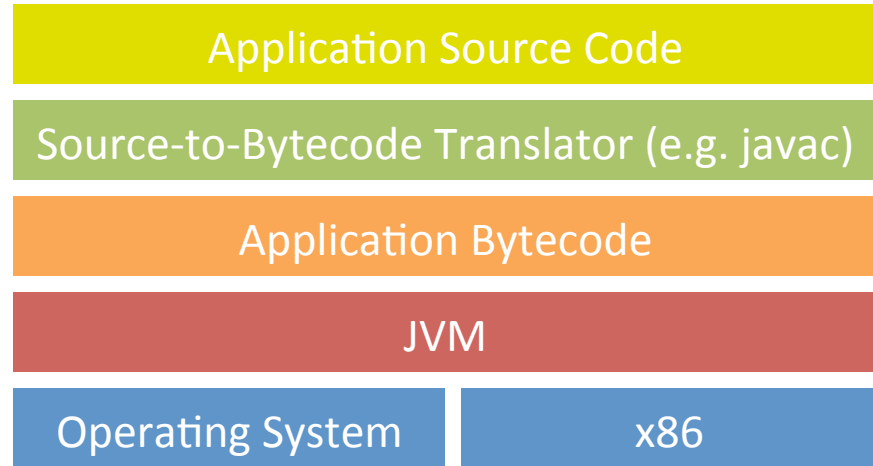 Application Source Code
Source-to-Bytecode Translator (e.g. javac)
Application Bytecode
JVM
Operating System
x86